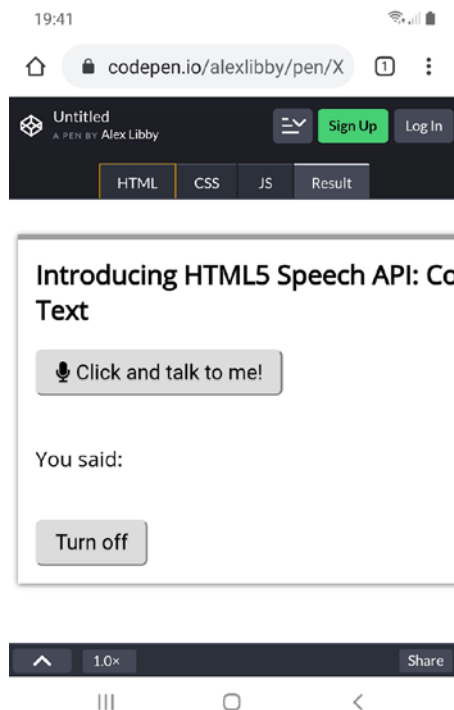 19:41
codepen.io/alexlibby/pen/X
1
Untitled
A PEN BY Alex Libby
Sign Up
Log In
HTML CSS JS Result
Introducing HTML5 Speech API: Co
Text
Click and talk to me!
You said:
Turn off
1.0×
Share